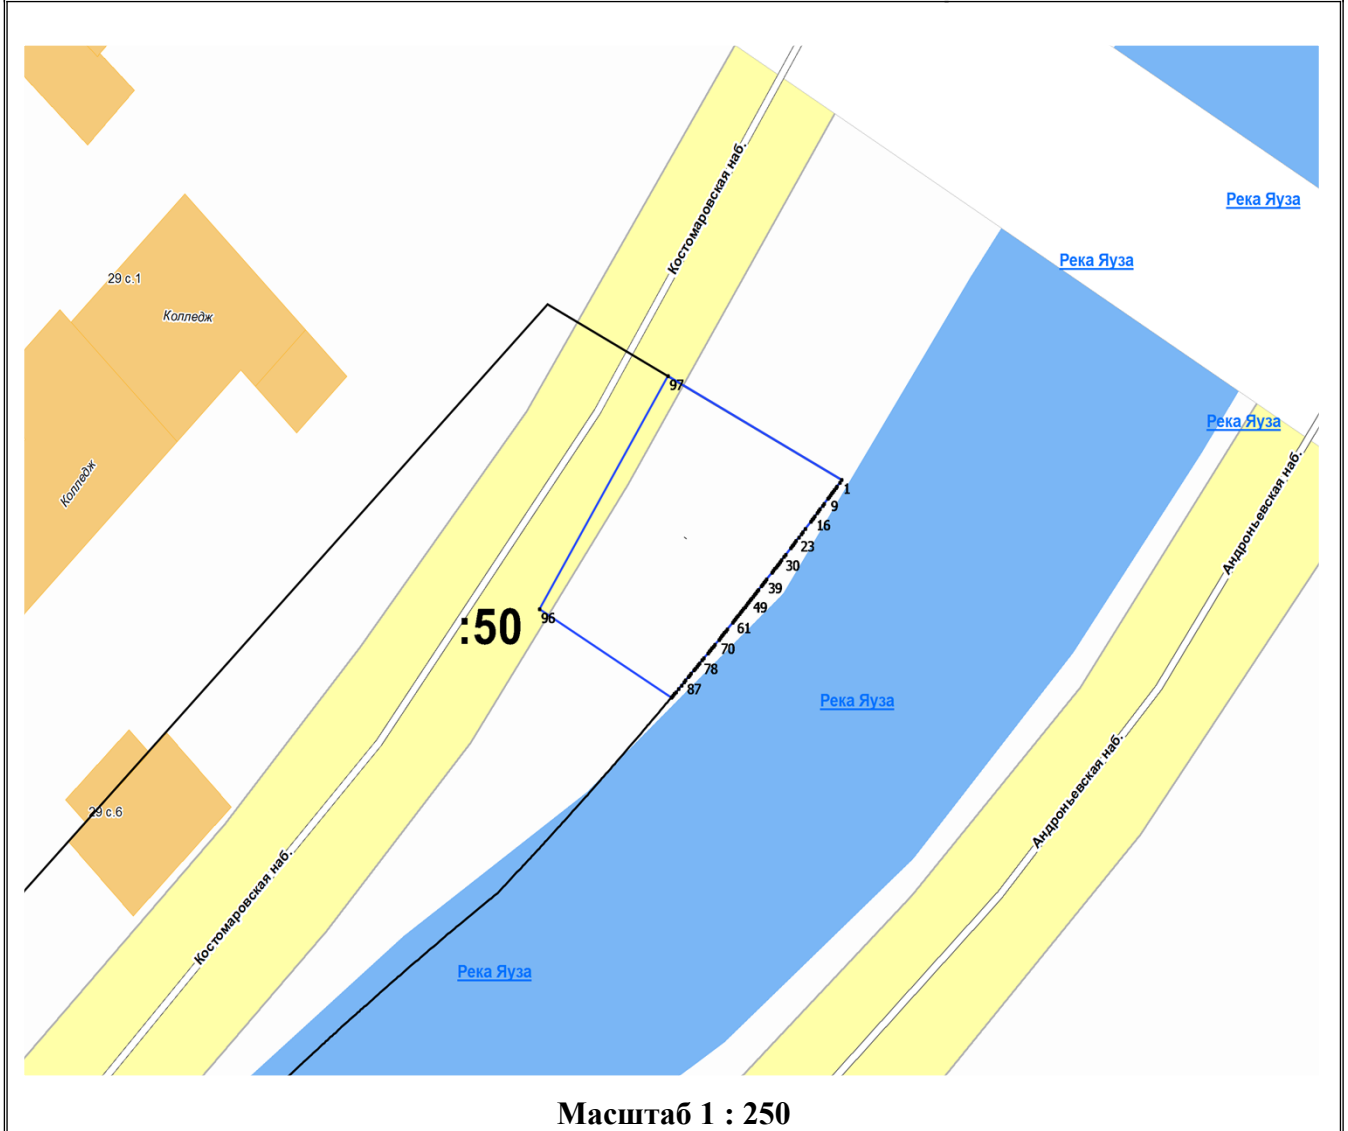 Костомаровская наб.
Река Яуза
Река Яуза
29 с.1
Колледж
97
Река Яуза
Колледж
1
9
16
23
30
39
49
61
70
78
87
Андроньевская наб.
96
:50
Река Яуза
Андроньевская наб.
29 с.6
Костомаровская наб.
Река Яуза
Масштаб 1 : 250